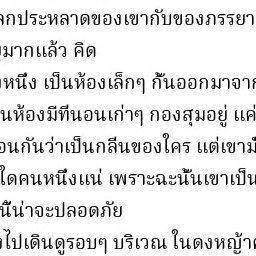 ลกประหลาดของเขากับของภรรยา
มากแล้ว คิด
หนึ่ง เป็นห้องเล็กๆ กั้นออกมาจาก
นห้องมีที่นอนเก่าๆ กองสุมอยู่ แค่
อนกันว่าเป็นกลิ่นของใคร แต่เขามั
ใดคนหนึ่งแน่ เพราะฉะนั้นเขาเป็น
นี้น่าจะปลอดภัย
ไปเดินดูรอบๆ บริเวณ ในดงหญ้า